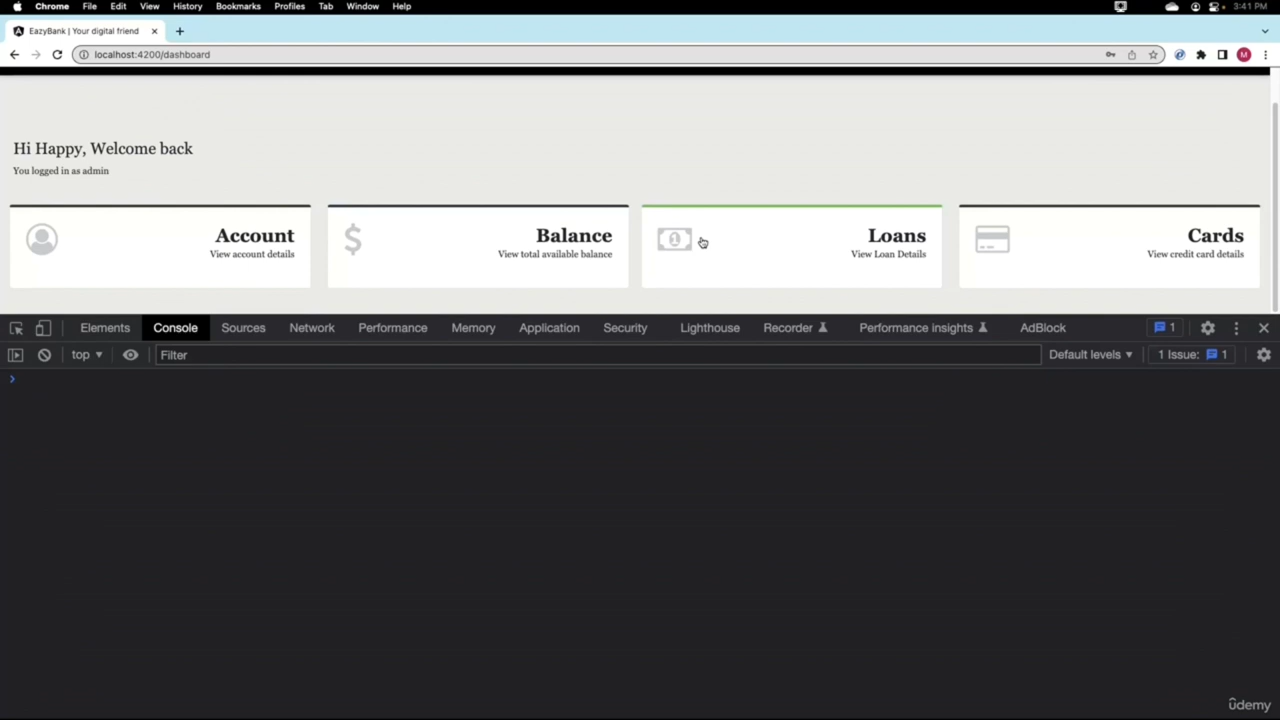 Chrome File Edit View History Bookmarks Profiles Tab Window Help 3:41 PM
EazyBank | Your digital friend
localhost:4200/dashboard M
Hi Happy, Welcome back
You logged in as admin
Account Balance Loans Cards
View account details View total available balance View Loan Details View credit card details
Elements Console Sources Network Performance Memory Application Security Lighthouse Recorder Performance insights AdBlock 1
top Filter Default levels 1 Issue: 1
udemy